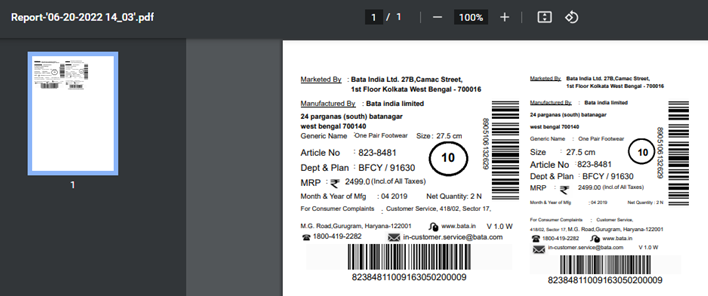 Report-'06-20-2022 14_03'.pdf
1 / 1
100%
1
Marketed By : Bata India Ltd. 27B,Camac Street,
1st Floor Kolkata West Bengal - 700016
Manufactured By : Bata india limited
24 parganas (south) batanagar
west bengal 700140
Generic Name : One Pair Footwear Size : 27.5 cm
Article No : 823-8481
10
Dept & Plan : BFCY / 91630
MRP : ₹ 2499.0 (Incl.of All Taxes)
Month & Year of Mfg : 04 2019 Net Quantity: 2 N
For Consumer Complaints : Customer Service, 418/02, Sector 17,
M.G. Road,Gurugram, Haryana-122001 www.bata.in V 1.0 W
1800-419-2282 in-customer.service@bata.com
8905106132629
82384811009163050200009
Marketed By : Bata India Ltd. 27B,Camac Street,
1st Floor Kolkata West Bengal - 700016
Manufactured By : Bata india limited
24 parganas (south) batanagar
west bengal 700140
Generic Name : One Pair Footwear
Size : 27.5 cm
10
Article No : 823-8481
Dept & Plan : BFCY / 91630
MRP : ₹ 2499.00 (Incl.of All Taxes)
Month & Year of Mfg : 04 2019 Net Quantity : 2 N
For Consumer Complaints : Customer Service,
418/02, Sector 17, M.G. Road,Gurugram, Haryana-122001
1800-419-2282 www.bata.in V 1.0 W
in-customer.service@bata.com
8905106132629
82384811009163050200009